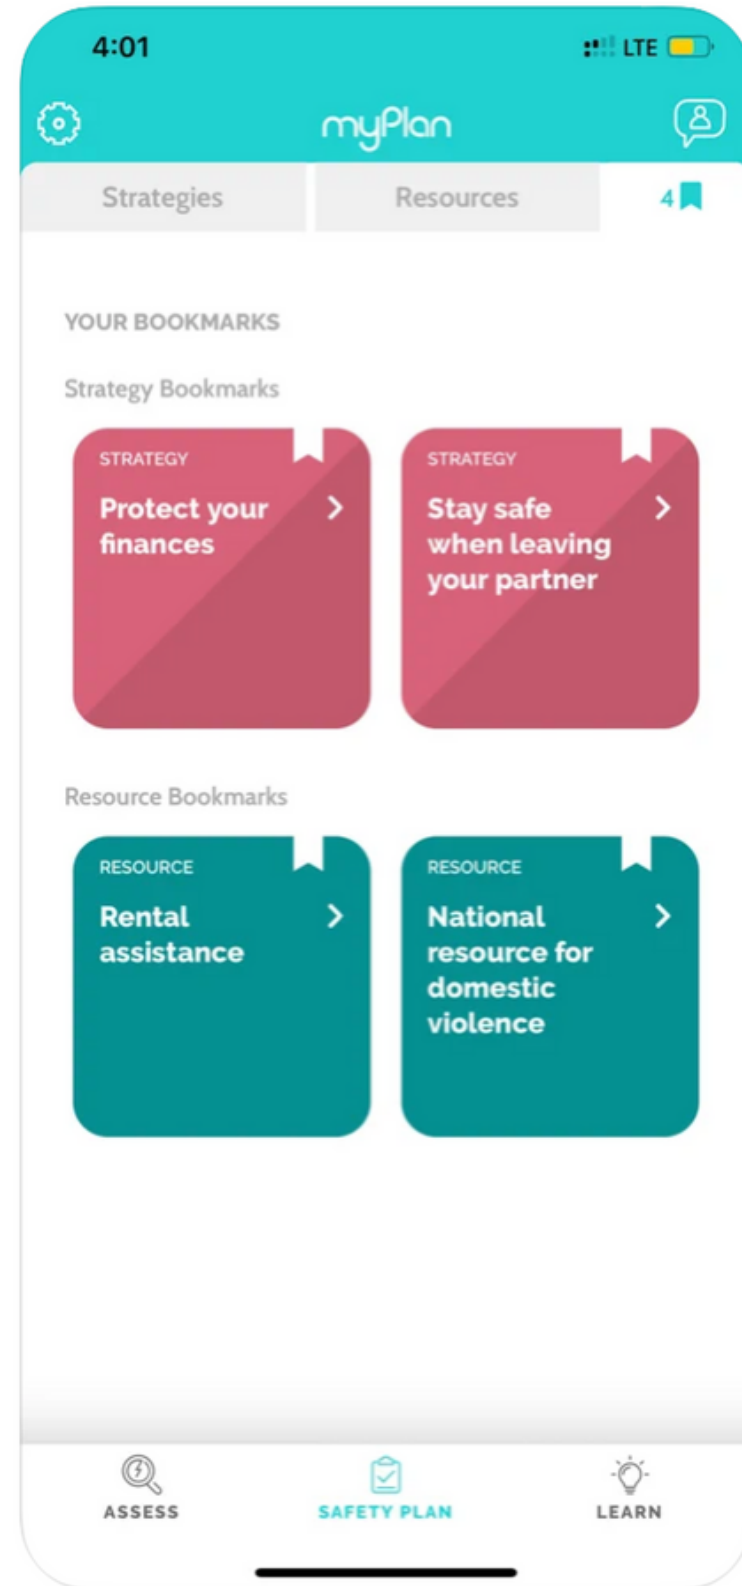 4:01 LTE
myPlan
Strategies Resources 4
YOUR BOOKMARKS
Strategy Bookmarks
STRATEGY
Protect your
finances
STRATEGY
Stay safe
when leaving
your partner
Resource Bookmarks
RESOURCE
Rental
assistance
RESOURCE
National
resource for
domestic
violence
ASSESS SAFETY PLAN LEARN